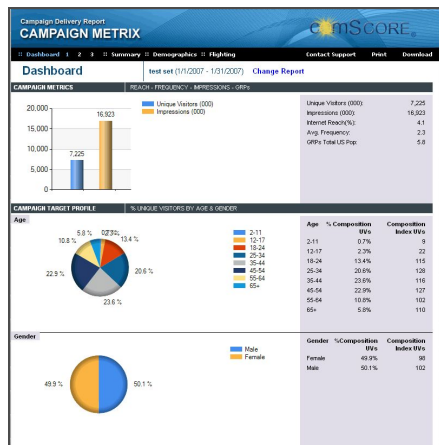 Campaign Delivery Report
CAMPAIGN METRIX
COMSCORE
:: Dashboard 1 2 3 :: Summary :: Demographics :: Flighting Contact Support Print Download
Dashboard test set (1/1/2007 - 1/31/2007) Change Report
CAMPAIGN METRICS REACH - FREQUENCY - IMPRESSIONS - GRPs
20,000
15,000
10,000
5,000
0
7,225
16,923
Unique Visitors (000)
Impressions (000)
Unique Visitors (000): 7,225
Impressions (000): 16,923
Internet Reach(%): 4.1
Avg. Frequency: 2.3
GRPs Total US Pop: 5.8
CAMPAIGN TARGET PROFILE % UNIQUE VISITORS BY AGE & GENDER
Age
5.8 %
13.4 %
10.8 %
22.9 %
20.6 %
23.6 %
2-11
12-17
18-24
25-34
35-44
45-54
55-64
65+
Age % Composition UVs Composition Index UVs
2-11 0.7% 9
12-17 2.3% 22
18-24 13.4% 115
25-34 20.6% 128
35-44 23.6% 116
45-54 22.9% 127
55-64 10.8% 102
65+ 5.8% 110
Gender
49.9 %
50.1 %
Male
Female
Gender %Composition UVs Composition Index UVs
Female 49.9% 98
Male 50.1% 102